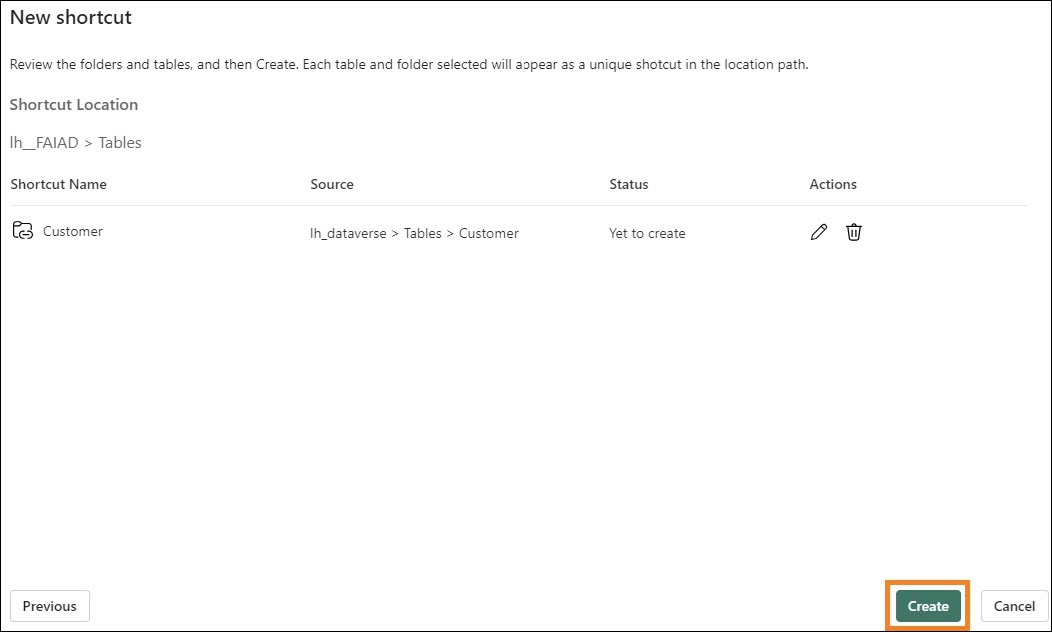 New shortcut
Review the folders and tables, and then Create. Each table and folder selected will appear as a unique shotcut in the location path.
Shortcut Location
lh__FAIAD > Tables
Shortcut Name Source Status Actions
Customer lh_dataverse > Tables > Customer Yet to create
Previous Create Cancel